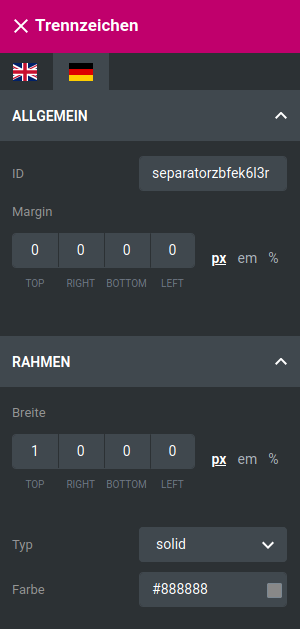 Trennzeichen
ALLGEMEIN
ID separatorzbfek6l3r
Margin
0 0 0 0 px em %
TOP RIGHT BOTTOM LEFT
RAHMEN
Breite
1 0 0 0 px em %
TOP RIGHT BOTTOM LEFT
Typ solid
Farbe #888888